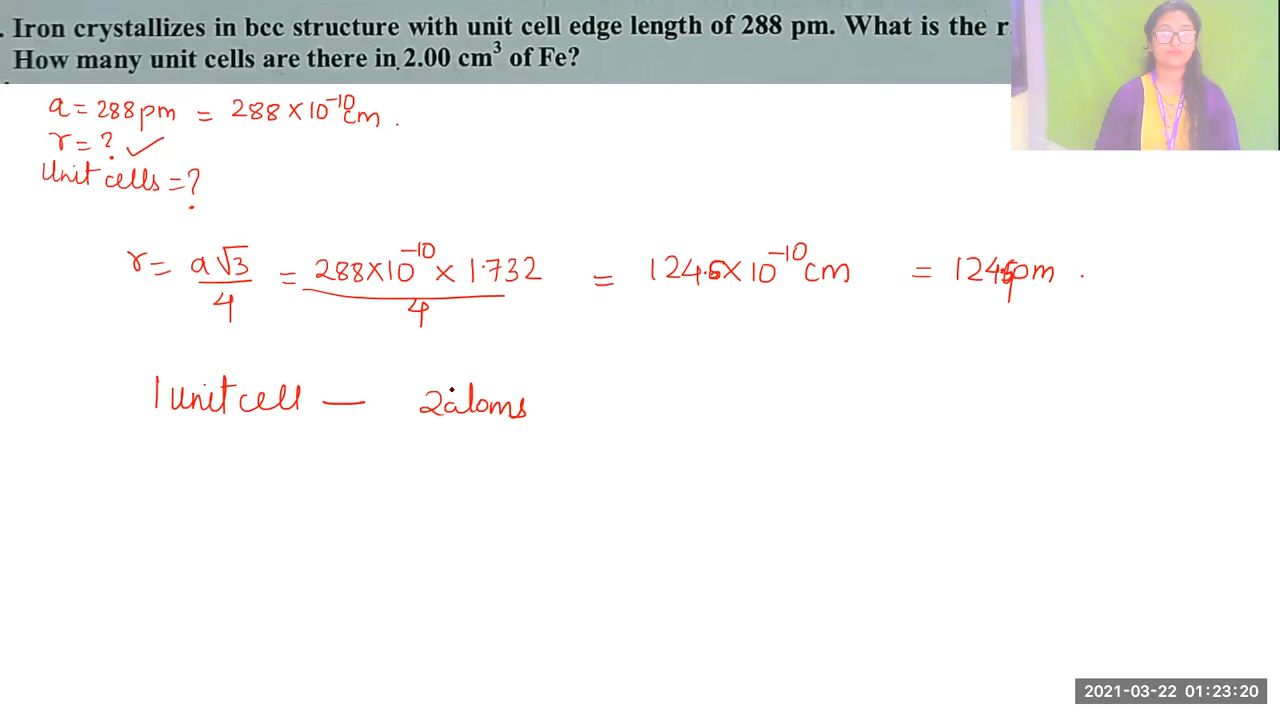 . Iron crystallizes in bcc structure with unit cell edge length of 288 pm. What is the r
How many unit cells are there in 2.00 cm³ of Fe?
a = 288pm = 288 × 10⁻¹⁰ cm .
r = ? ✓
Unit cells = ?
r = a√3/4 = 288×10⁻¹⁰ × 1.732/4 = 124.6×10⁻¹⁰ cm = 124.6pm .
1 Unit cell — 2 atoms
2021-03-22 01:23:20